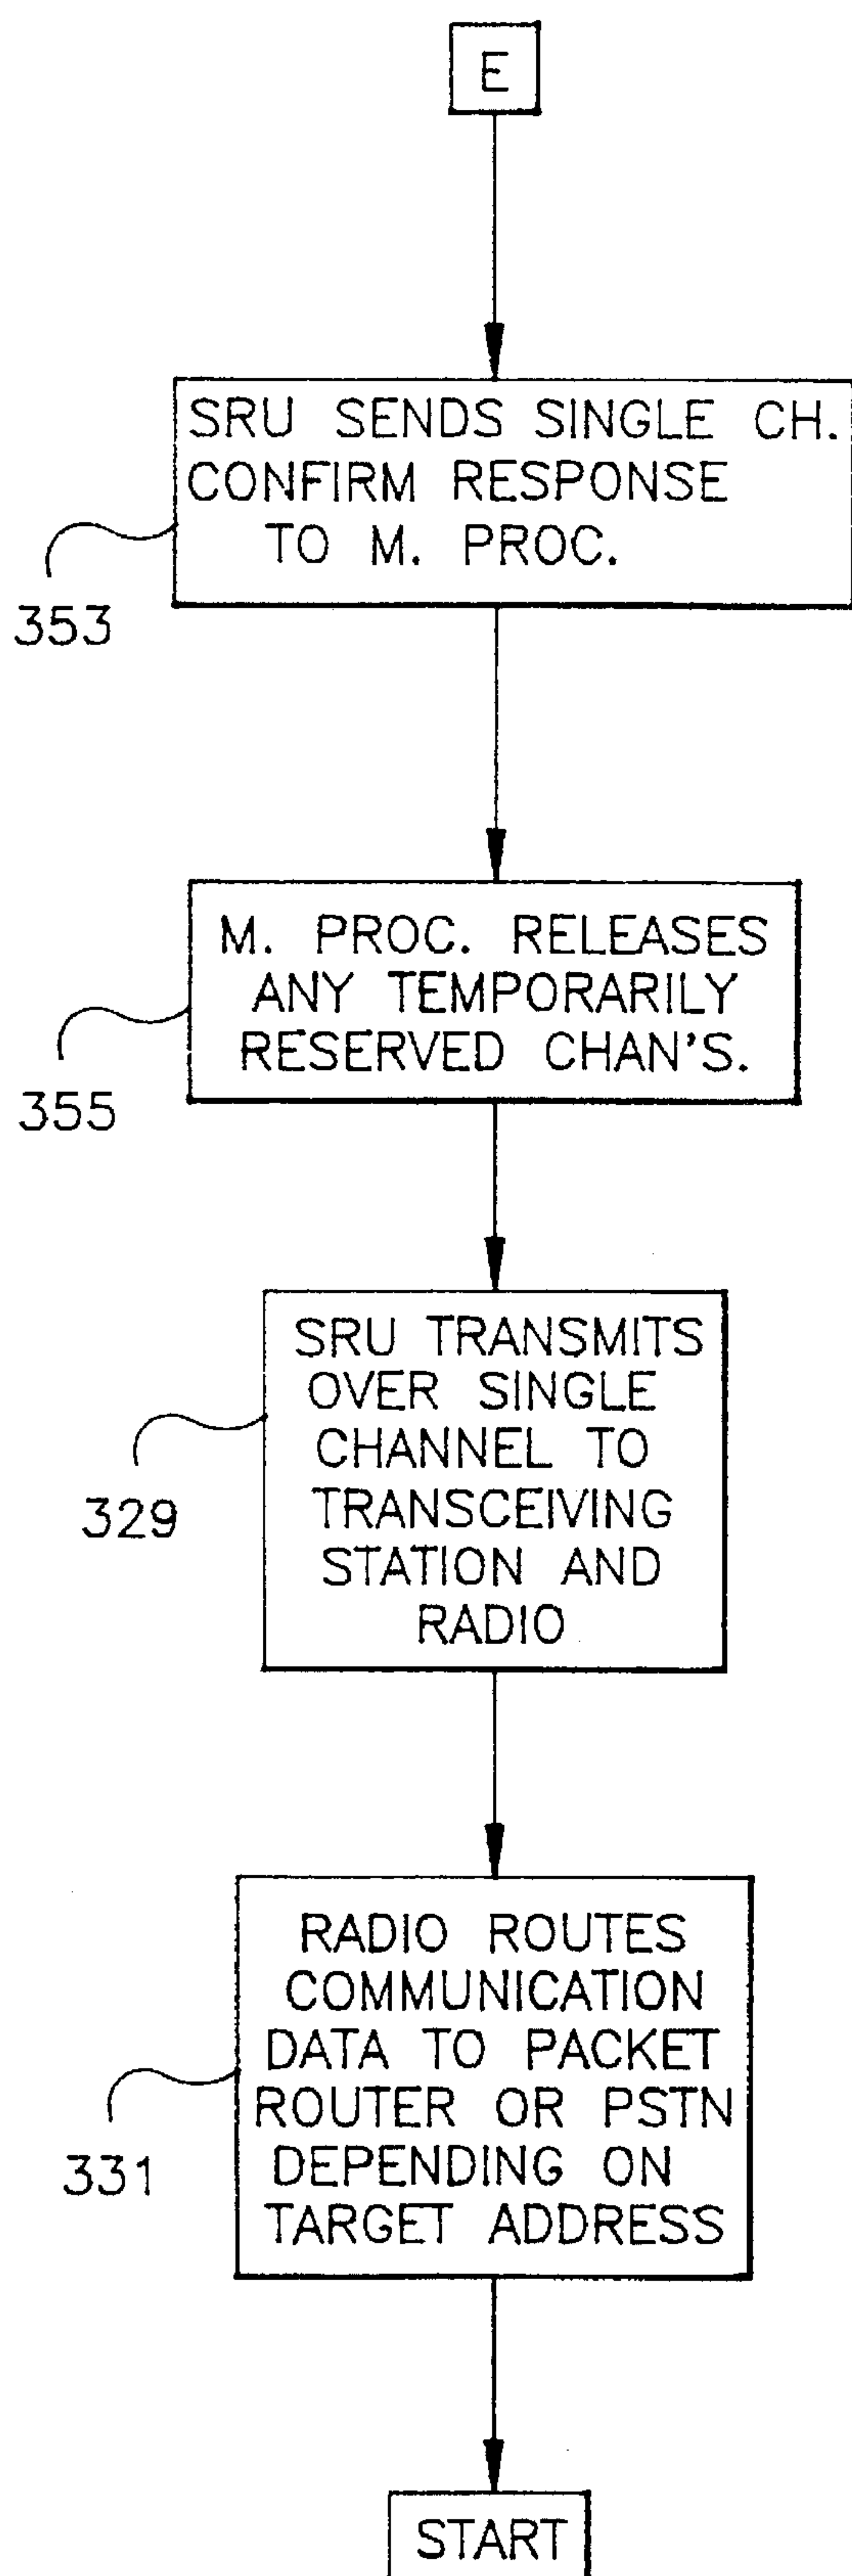 E
SRU SENDS SINGLE CH.
CONFIRM RESPONSE
TO M. PROC.
353
M. PROC. RELEASES
ANY TEMPORARILY
RESERVED CHAN'S.
355
SRU TRANSMITS
OVER SINGLE
CHANNEL TO
TRANSCEIVING
STATION AND
RADIO
329
RADIO ROUTES
COMMUNICATION
DATA TO PACKET
ROUTER OR PSTN
DEPENDING ON
TARGET ADDRESS
331
START